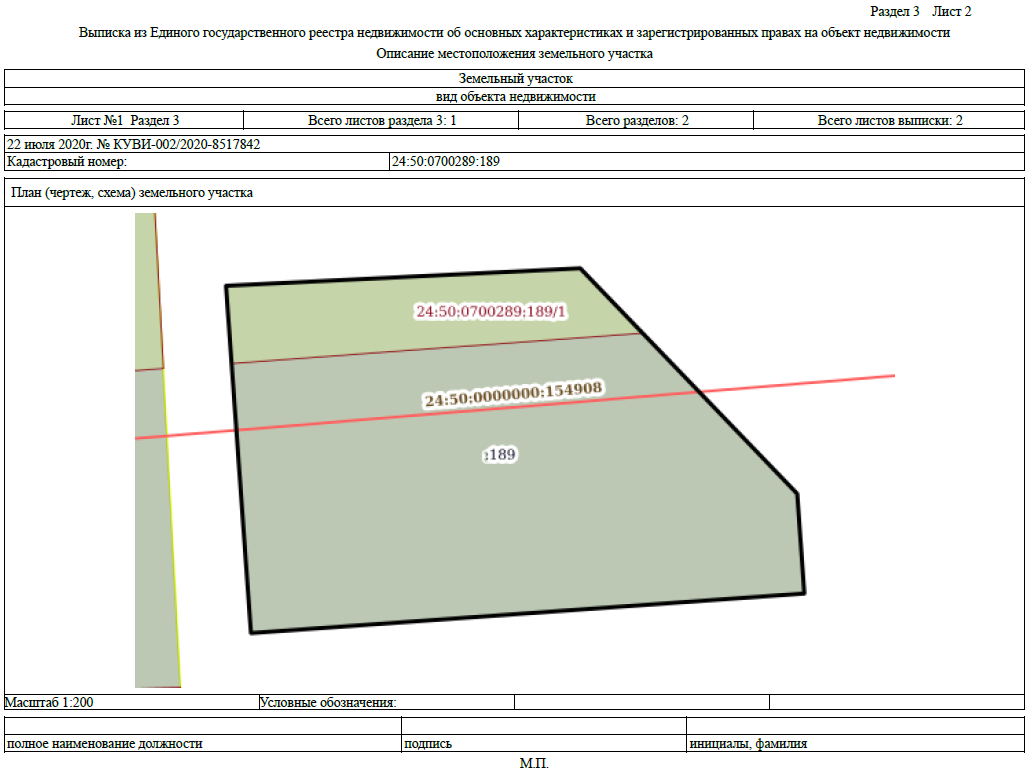 Раздел 3 Лист 2
Выписка из Единого государственного реестра недвижимости об основных характеристиках и зарегистрированных правах на объект недвижимости
Описание местоположения земельного участка
Земельный участок
вид объекта недвижимости
Лист №1 Раздел 3 Всего листов раздела 3: 1 Всего разделов: 2 Всего листов выписки: 2
22 июля 2020г. № КУВИ-002/2020-8517842
Кадастровый номер: 24:50:0700289:189
План (чертеж, схема) земельного участка
24:50:0700289:189/1
24:50:0000000:154908
:189
Масштаб 1:200 Условные обозначения:
полное наименование должности подпись инициалы, фамилия
М.П.